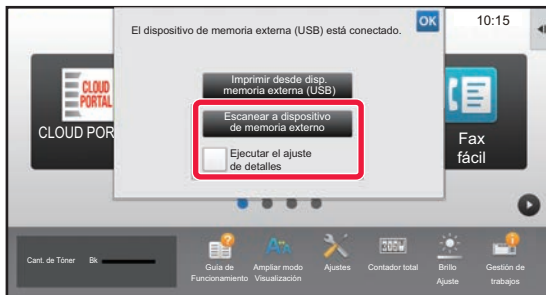 El dispositivo de memoria externa (USB) está conectado.
OK
10:15
Imprimir desde disp.
memoria externa (USB)
Escanear a dispositivo
de memoria externo
Ejecutar el ajuste
de detalles
CLOUD
PORTAL
CLOUD POR
Fax
fácil
Cant. de Tóner Bk
Guía de
Funcionamiento
Ampliar modo
Visualización
Ajustes
Contador total
Brillo
Ajuste
Gestión de
trabajos